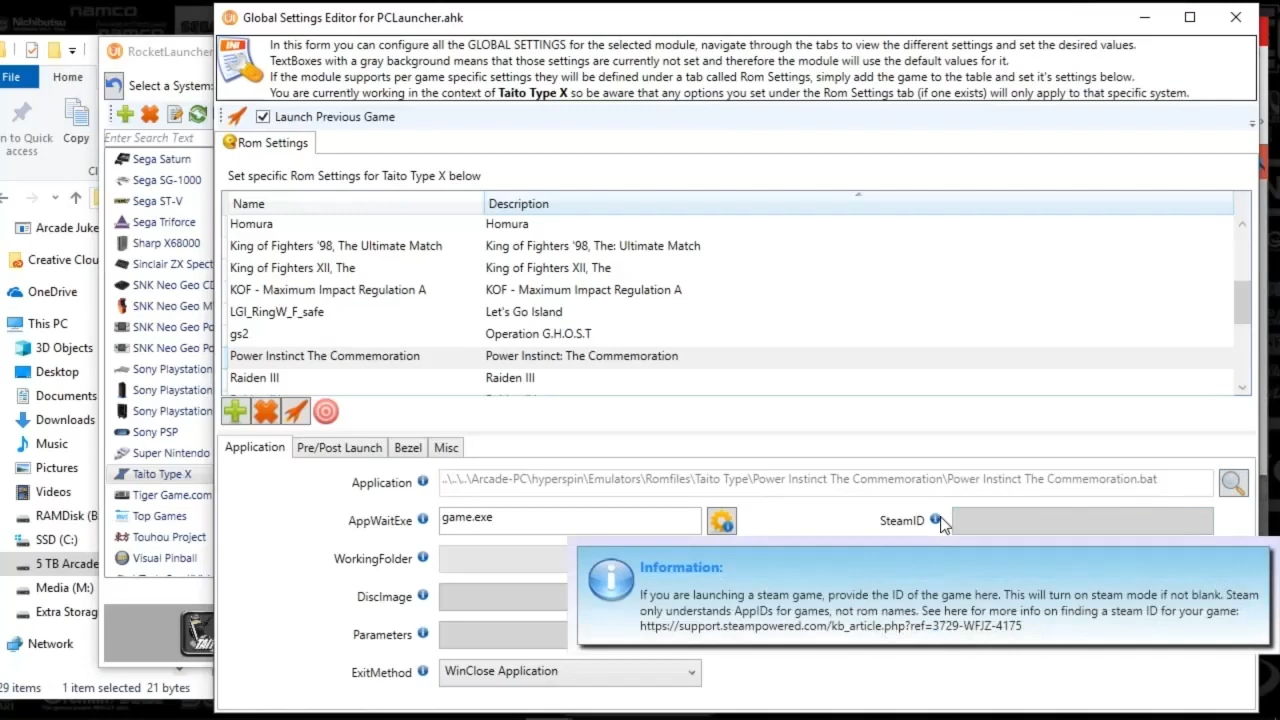 Nichibutsu
namco
SEGA
Global Settings Editor for PCLauncher.ahk
In this form you can configure all the GLOBAL SETTINGS for the selected module, navigate through the tabs to view the different settings and set the desired values.
TextBoxes with a gray background means that those settings are currently not set and therefore the module will use the default values for it.
If the module supports per game specific settings they will be defined under a tab called Rom Settings, simply add the game to the table and set it's settings below.
You are currently working in the context of Taito Type X so be aware that any options you set under the Rom Settings tab (if one exists) will only apply to that specific system.
Launch Previous Game
Rom Settings
Set specific Rom Settings for Taito Type X below
Name Description
Homura Homura
King of Fighters '98, The Ultimate Match King of Fighters '98, The: Ultimate Match
King of Fighters XII, The King of Fighters XII, The
KOF - Maximum Impact Regulation A KOF - Maximum Impact Regulation A
LGI_RingW_F_safe Let's Go Island
gs2 Operation G.H.O.S.T
Power Instinct The Commemoration Power Instinct: The Commemoration
Raiden III Raiden III
Application Pre/Post Launch Bezel Misc
Application ..\..\..\Arcade-PC\hyperspin\Emulators\Romfiles\Taito Type\Power Instinct The Commemoration\Power Instinct The Commemoration.bat
AppWaitExe game.exe SteamID
WorkingFolder
DiscImage
Parameters
ExitMethod WinClose Application
Information:
If you are launching a steam game, provide the ID of the game here. This will turn on steam mode if not blank. Steam
only understands AppIDs for games, not rom names. See here for more info on finding a steam ID for your game:
https://support.steampowered.com/kb_article.php?ref=3729-WFJZ-4175
RocketLauncher
Select a System:
Enter Search Text
Sega Saturn
Sega SG-1000
Sega ST-V
Sega Triforce
Sharp X68000
Sinclair ZX Spect
SNK Neo Geo CD
SNK Neo Geo M
SNK Neo Geo Po
SNK Neo Geo Po
Sony Playstation
Sony Playstation
Sony Playstation
Sony PSP
Super Nintendo
Taito Type X
Tiger Game.com
Top Games
Touhou Project
Visual Pinball
File Home
n to Quick
access
Copy
Cl
Arcade Juke
Creative Clou
OneDrive
This PC
3D Objects
Desktop
Documents
Downloads
Music
Pictures
Videos
RAMDisk (B
SSD (C:)
5 TB Arcade
Media (M:)
Extra Storag
Network
29 items 1 item selected 21 bytes